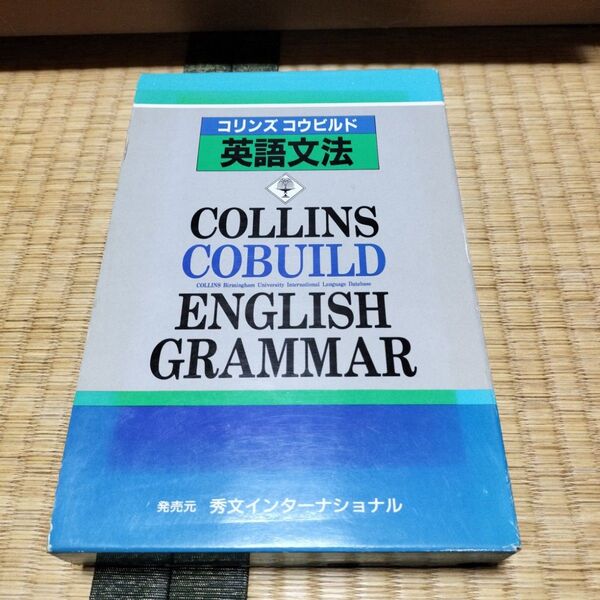 コリンズ コウビルド
英語文法
COLLINS
COBUILD
COLLINS Birmingham University International Language Database
ENGLISH
GRAMMAR
発売元 秀文インターナショナル